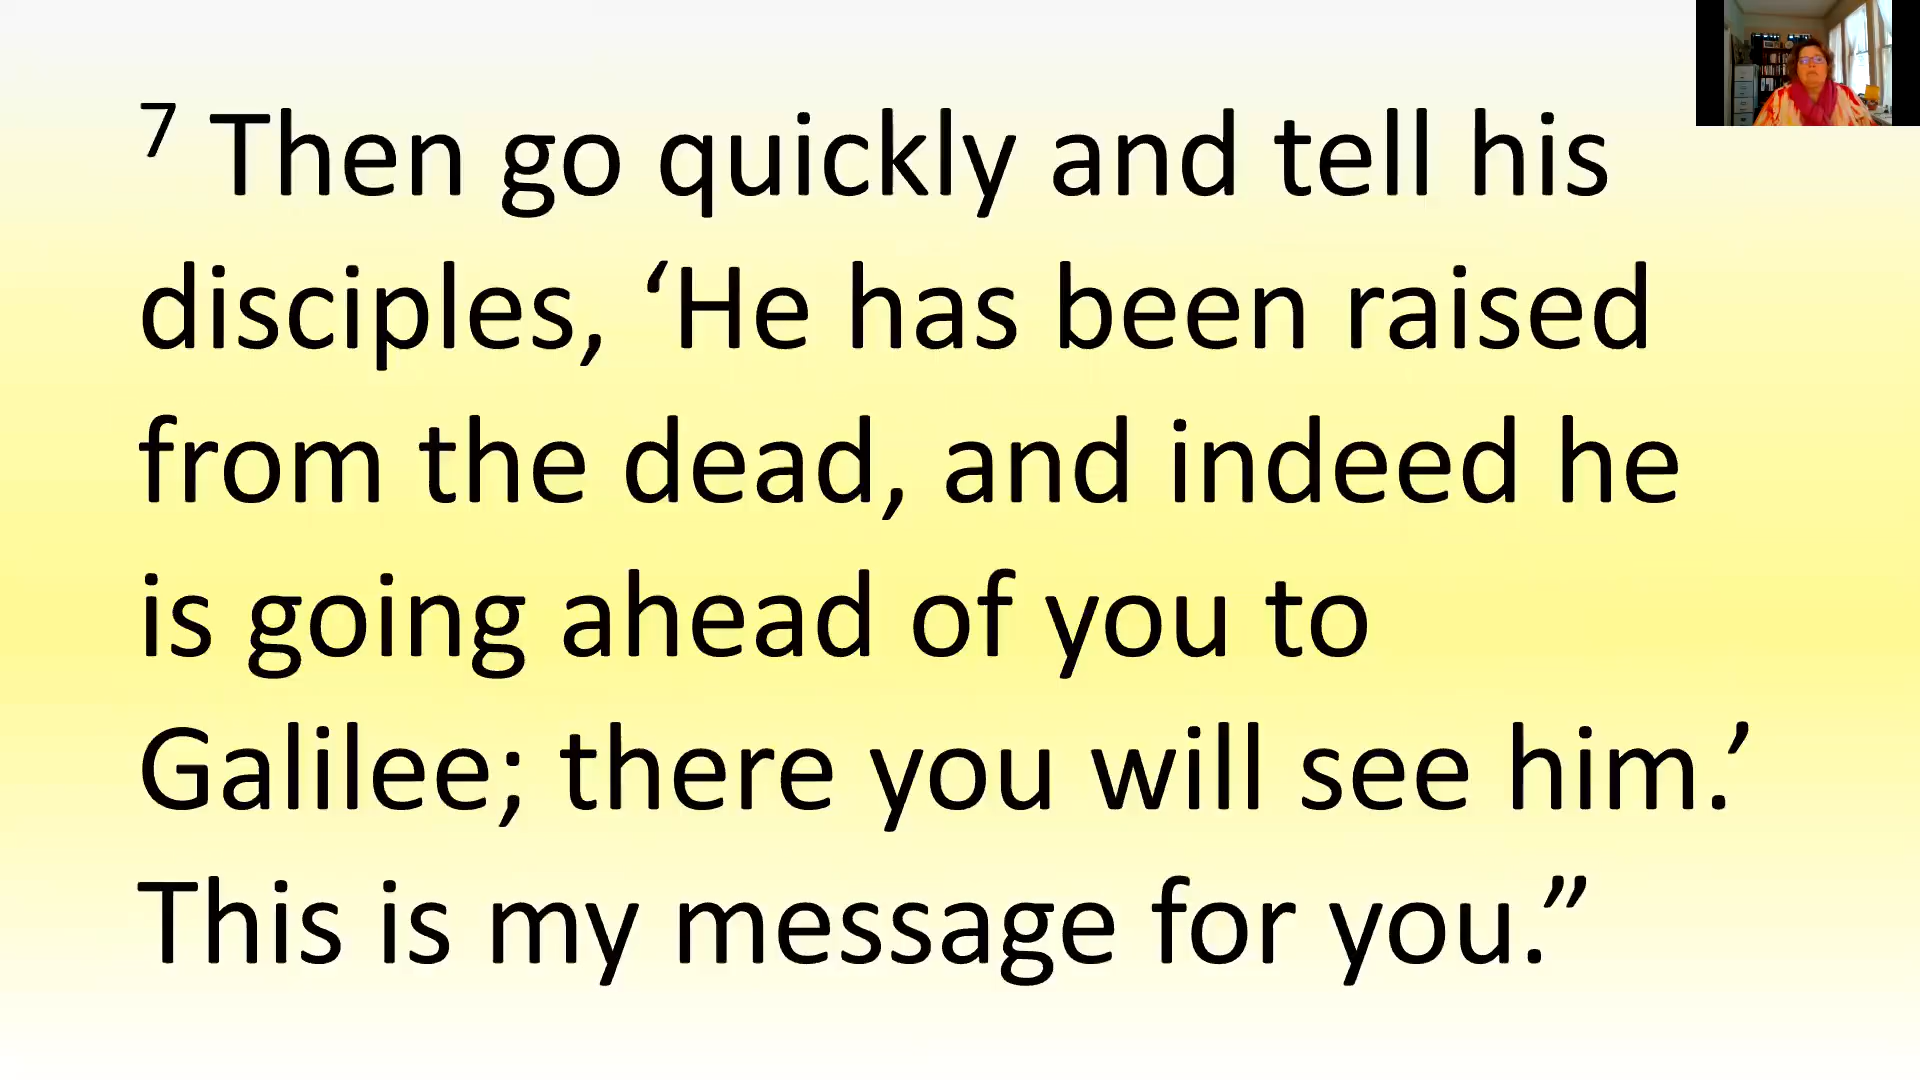 7 Then go quickly and tell his
disciples, ‘He has been raised
from the dead, and indeed he
is going ahead of you to
Galilee; there you will see him.’
This is my message for you.”